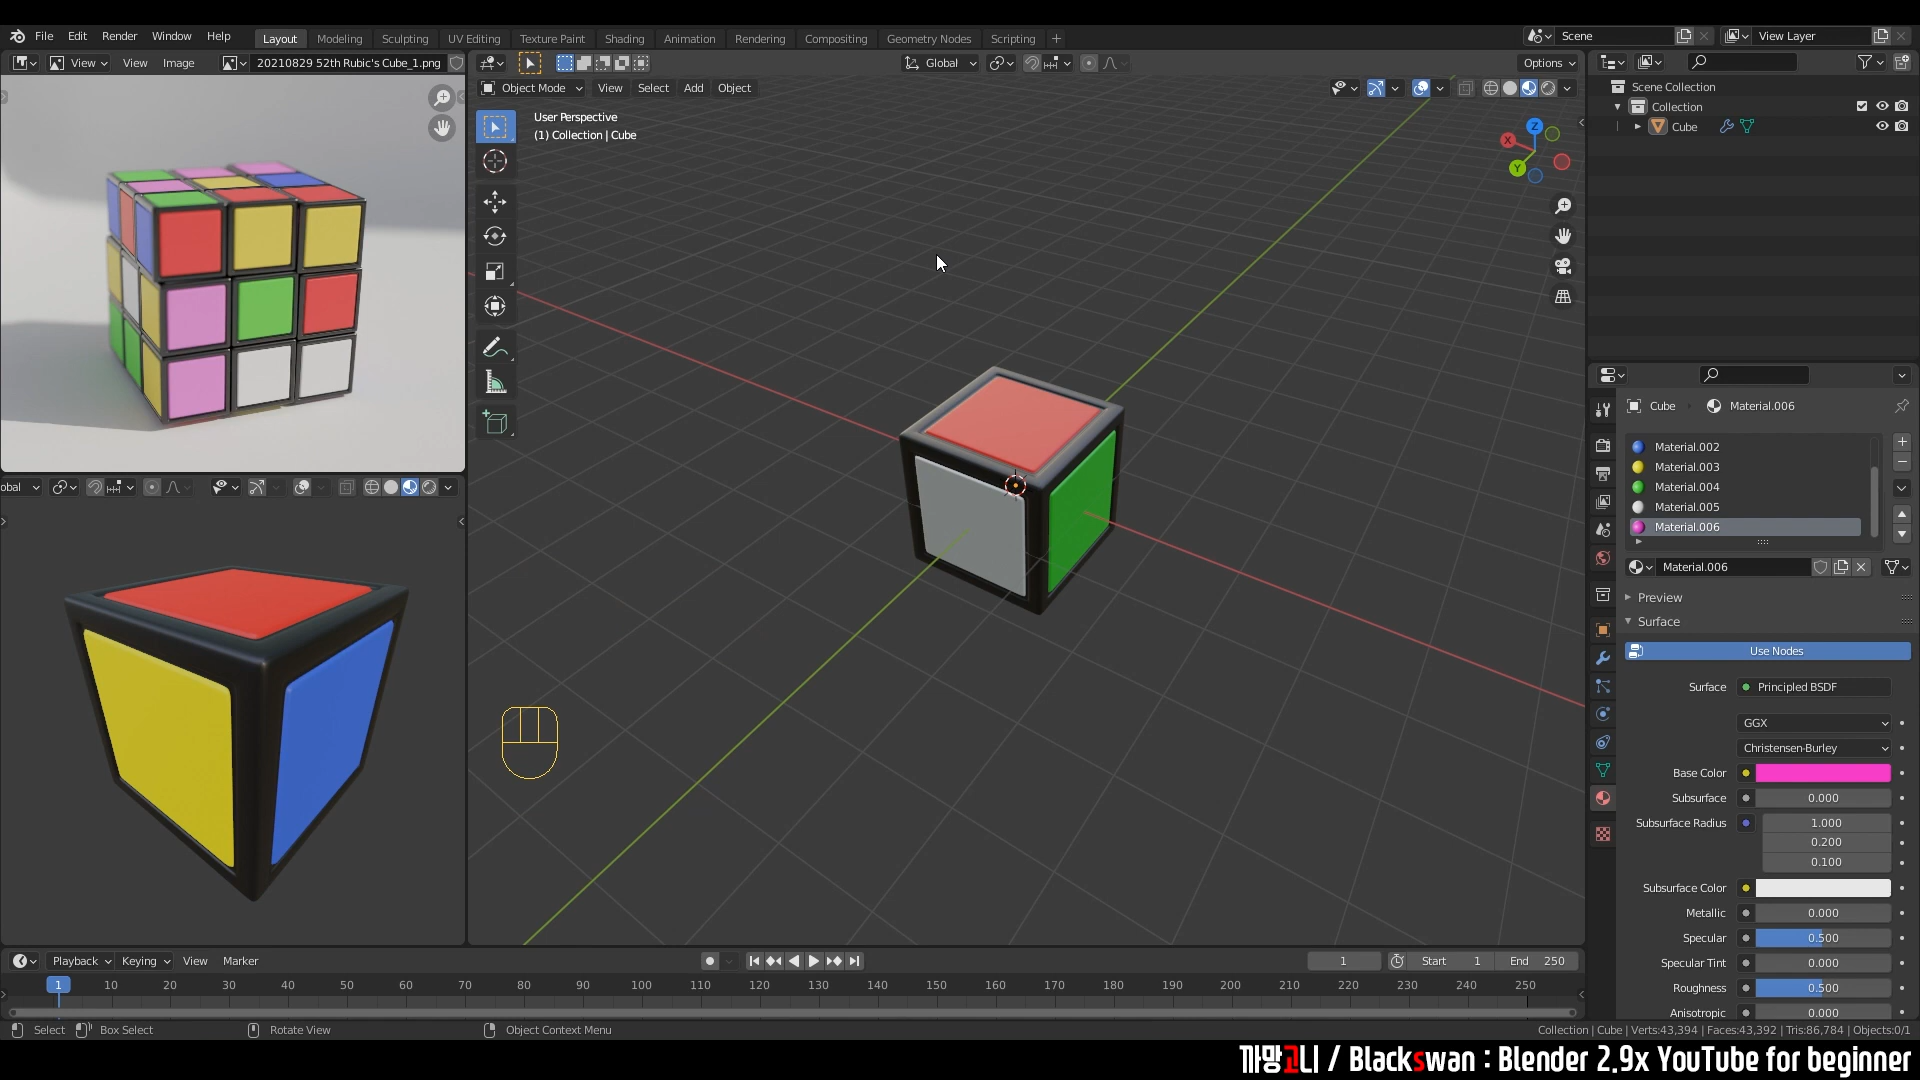 File Edit Render Window Help Layout Modeling Sculpting UV Editing Texture Paint Shading Animation Rendering Compositing Geometry Nodes Scripting + Scene View Layer
View View Image 20210829 52th Rubic's Cube_1.png Global Options
Object Mode View Select Add Object
User Perspective
(1) Collection | Cube
X
Y
Z
Scene Collection
Collection
Cube
Cube Material.006
Material.002
Material.003
Material.004
Material.005
Material.006
Material.006
Preview
Surface
Use Nodes
Surface Principled BSDF
GGX
Christensen-Burley
Base Color
Subsurface 0.000
Subsurface Radius 1.000
0.200
0.100
Subsurface Color
Metallic 0.000
Specular 0.500
Specular Tint 0.000
Roughness 0.500
Anisotropic 0.000
obal
Playback Keying View Marker 1 Start 1 End 250
1 10 20 30 40 50 60 70 80 90 100 110 120 130 140 150 160 170 180 190 200 210 220 230 240 250
Select Box Select Rotate View Object Context Menu Collection | Cube | Verts:43,394 | Faces:43,392 | Tris:86,784 | Objects:0/1
까망고니 / Blackswan : Blender 2.9x YouTube for beginner